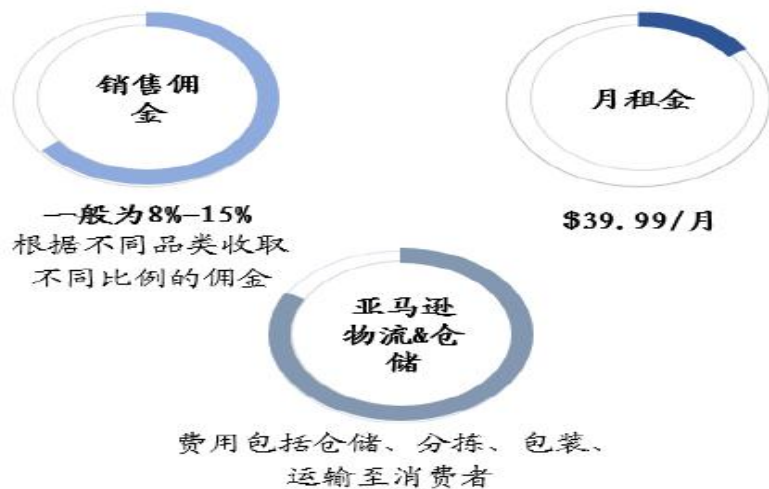 销售佣
金
一般为8%-15%
根据不同品类收取
不同比例的佣金
月租金
$39.99/月
亚马逊
物流&仓
储
费用包括仓储、分拣、包装、
运输至消费者